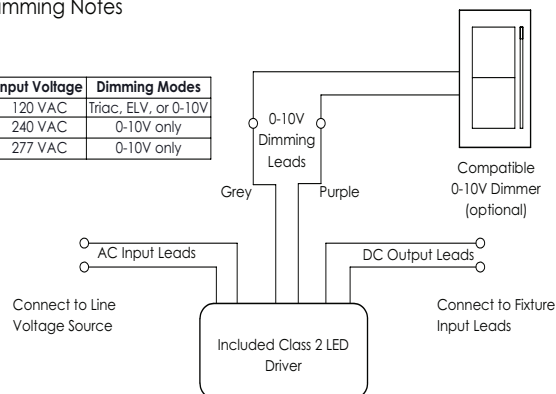 imming Notes
nput Voltage Dimming Modes
120 VAC Triac, ELV, or 0-10V
240 VAC 0-10V only
277 VAC 0-10V only
0-10V
Dimming
Leads
Grey
Purple
Compatible
0-10V Dimmer
(optional)
AC Input Leads
DC Output Leads
Connect to Line
Voltage Source
Connect to Fixture
Input Leads
Included Class 2 LED
Driver